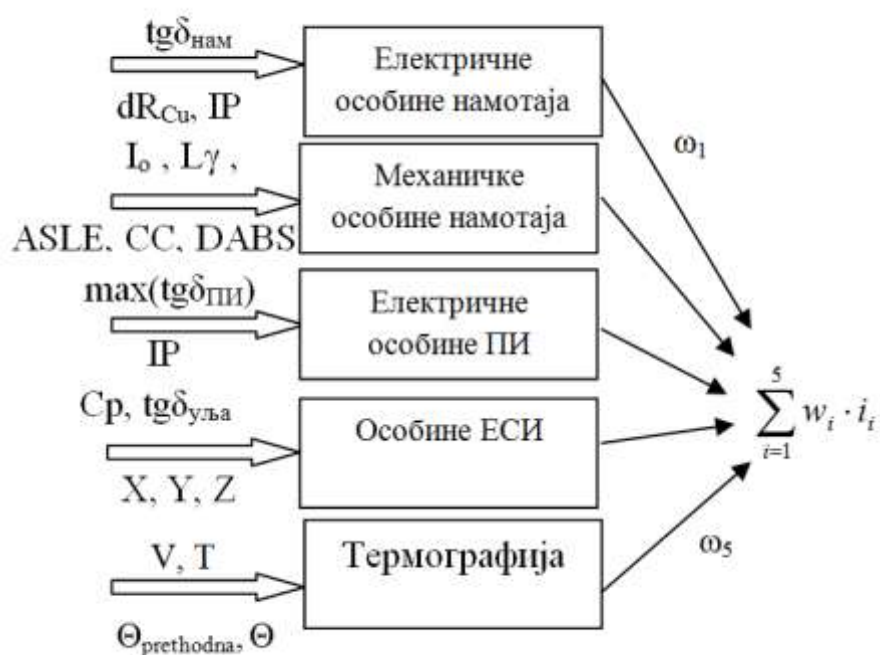 tgδнам
dRCu, IP
Електричне
особине намотаја
ω1
Io , Lγ ,
ASLE, CC, DABS
Механичке
особине намотаја
max(tgδПИ)
IP
Електричне
особине ПИ
Cp, tgδуља
X, Y, Z
Особине ЕСИ
5
∑ wi · ii
i=1
V, T
Θprethodna, Θ
Термографија
ω5